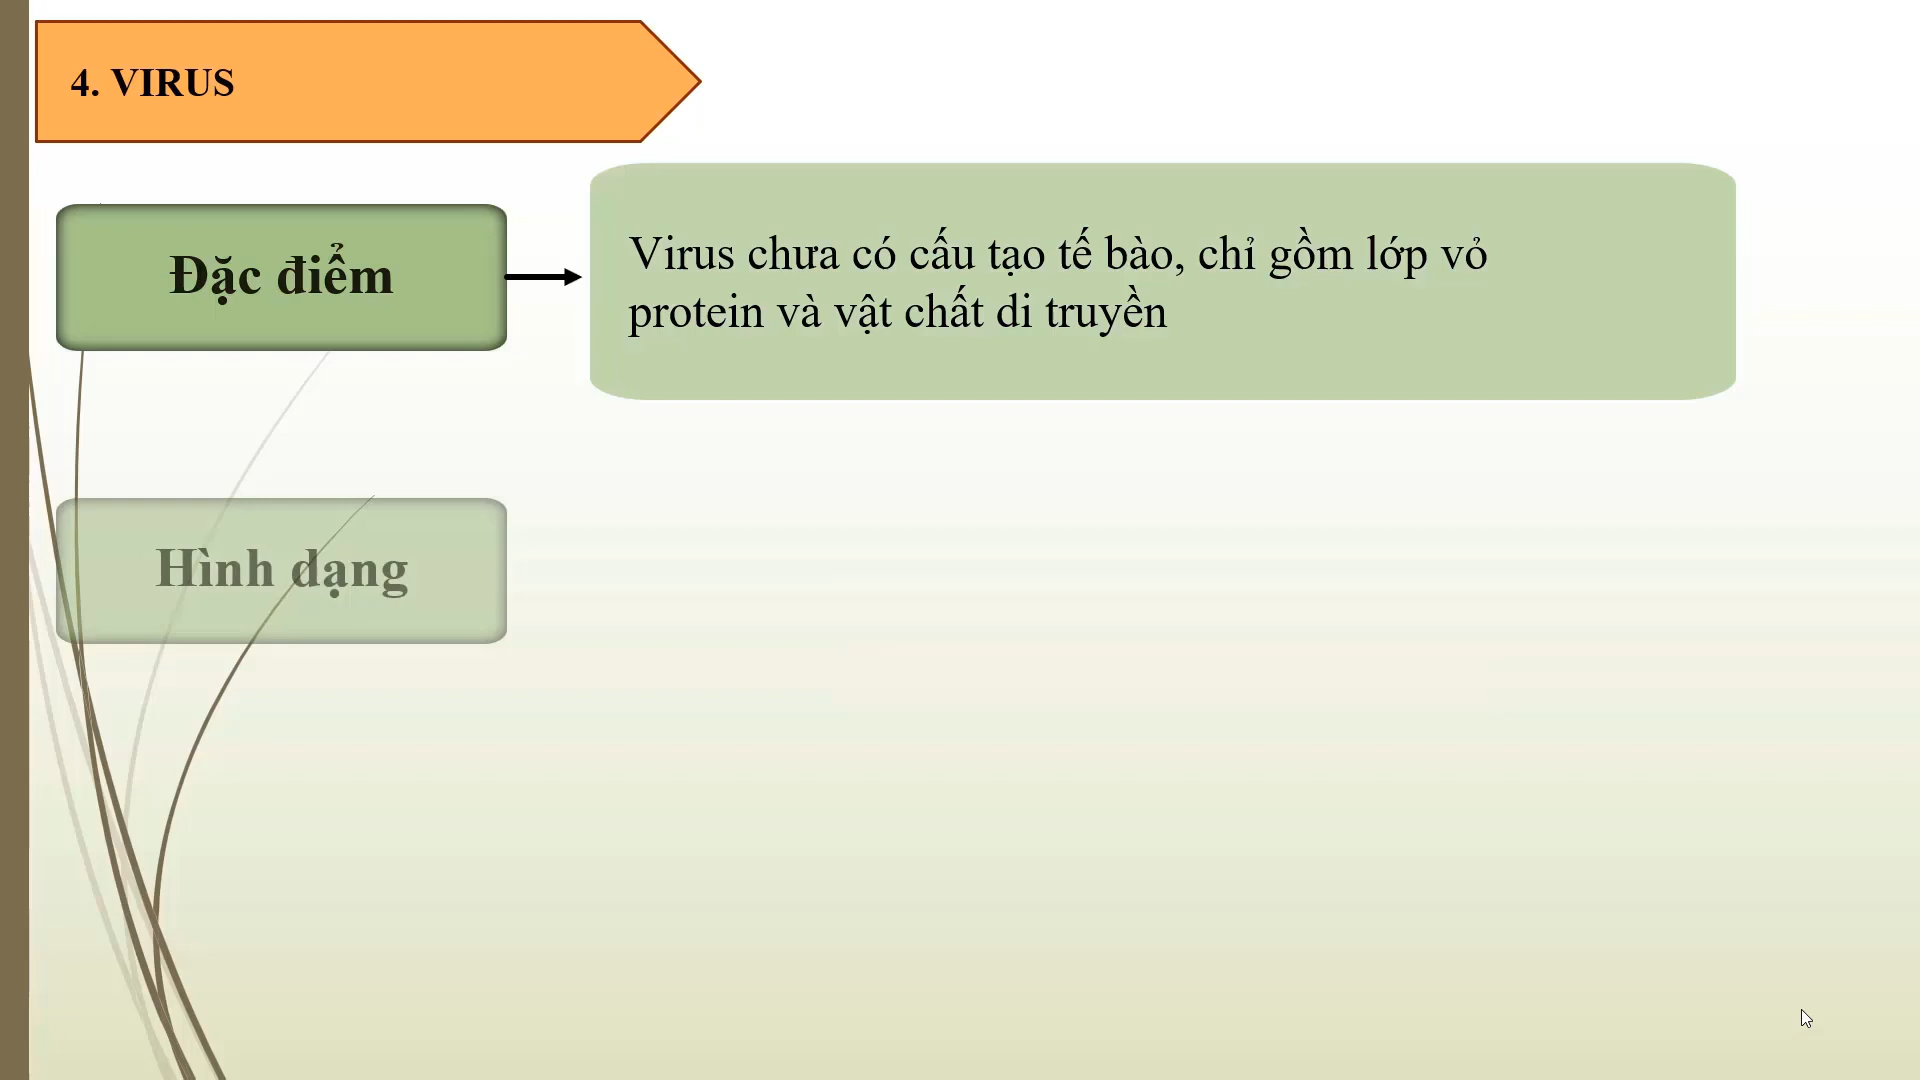 4. VIRUS
Đặc điểm
Virus chưa có cấu tạo tế bào, chỉ gồm lớp vỏ
protein và vật chất di truyền
Hình dạng